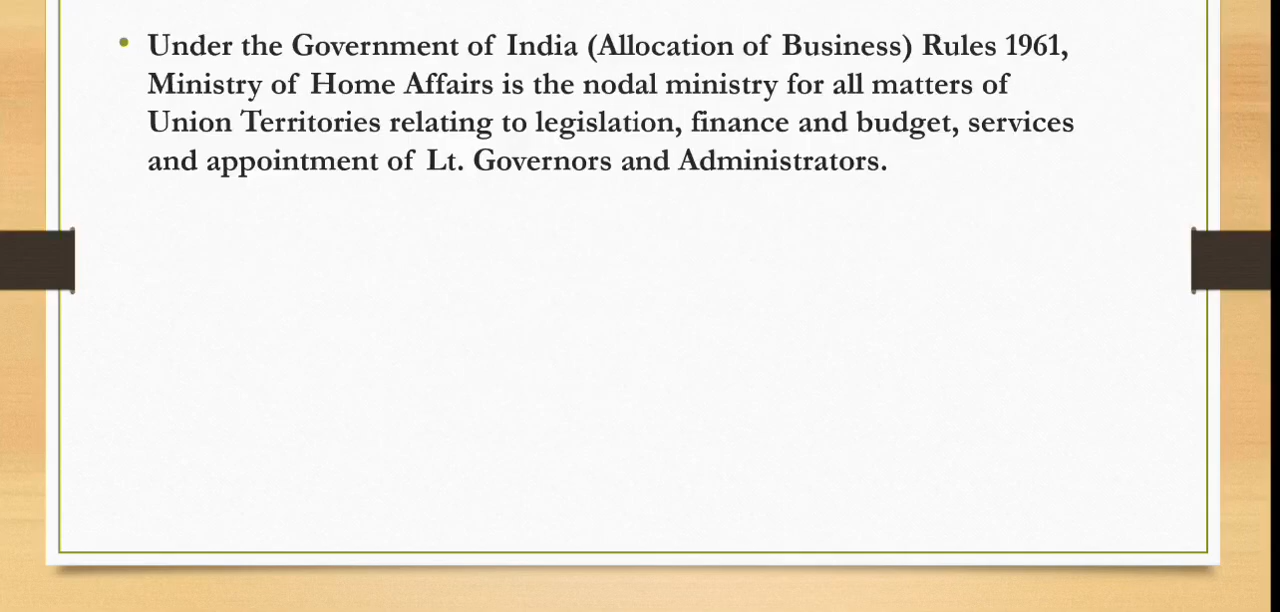 • Under the Government of India (Allocation of Business) Rules 1961,
Ministry of Home Affairs is the nodal ministry for all matters of
Union Territories relating to legislation, finance and budget, services
and appointment of Lt. Governors and Administrators.